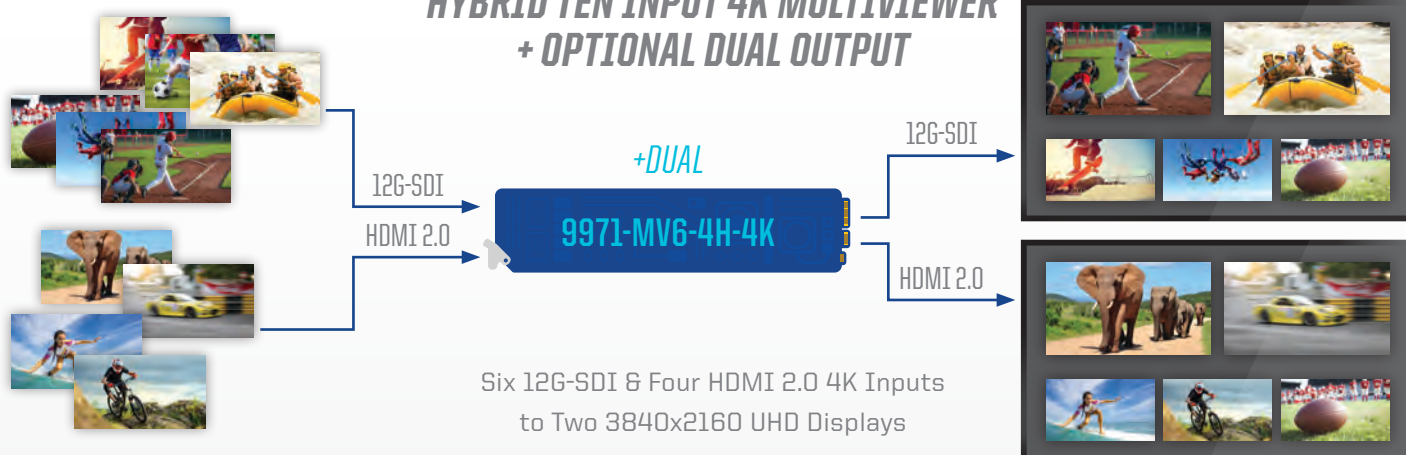 HYBRID TEN INPUT 4K MULTIVIEWER
+ OPTIONAL DUAL OUTPUT
+DUAL
12G-SDI
HDMI 2.0
9971-MV6-4H-4K
12G-SDI
HDMI 2.0
Six 12G-SDI & Four HDMI 2.0 4K Inputs
to Two 3840x2160 UHD Displays